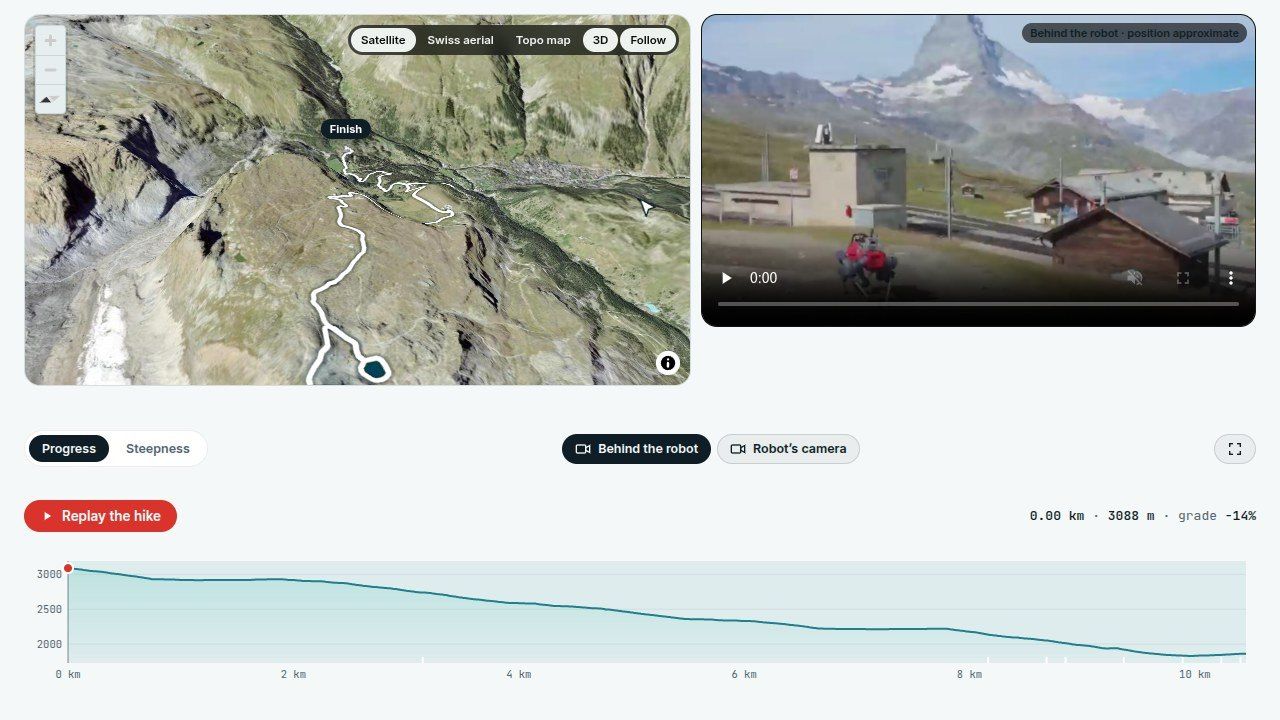 Satellite Swiss aerial Topo map 3D Follow
Finish
Behind the robot · position approximate
0:00
Progress Steepness
Behind the robot Robot's camera
Replay the hike
0.00 km · 3088 m · grade -14%
3000
2500
2000
0 km 2 km 4 km 6 km 8 km 10 km